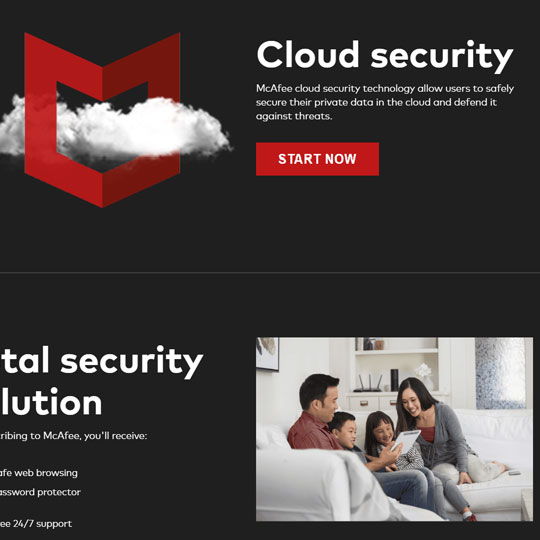 Cloud security
McAfee cloud security technology allow users to safely
secure their private data in the cloud and defend it
against threats.
START NOW
tal security
lution
ribing to McAfee, you'll receive:
afe web browsing
assword protector
ee 24/7 support